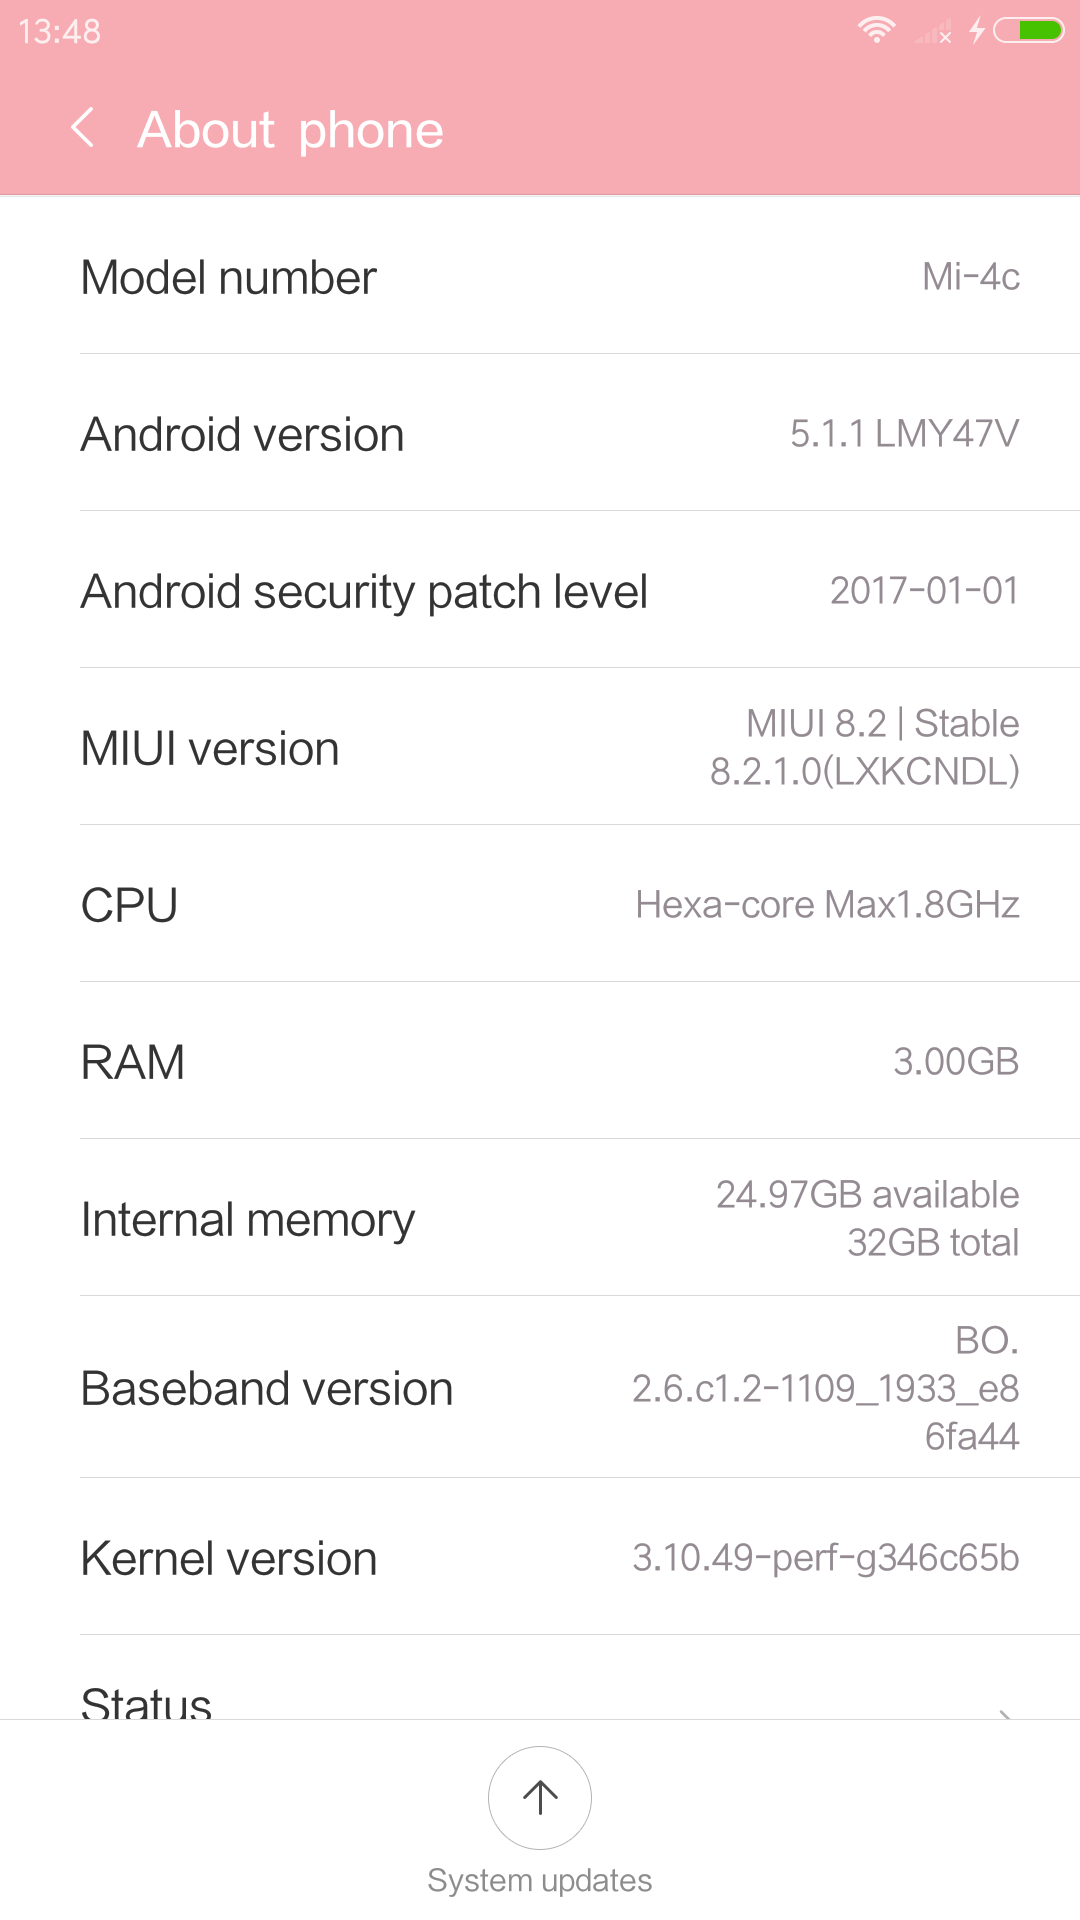 13:48
About phone
Model number
Mi-4c
Android version
5.1.1 LMY47V
Android security patch level
2017-01-01
MIUI version
MIUI 8.2 | Stable
8.2.1.0(LXKCNDL)
CPU
Hexa-core Max1.8GHz
RAM
3.00GB
Internal memory
24.97GB available
32GB total
Baseband version
BO.
2.6.c1.2-1109_1933_e8
6fa44
Kernel version
3.10.49-perf-g346c65b
Status
System updates